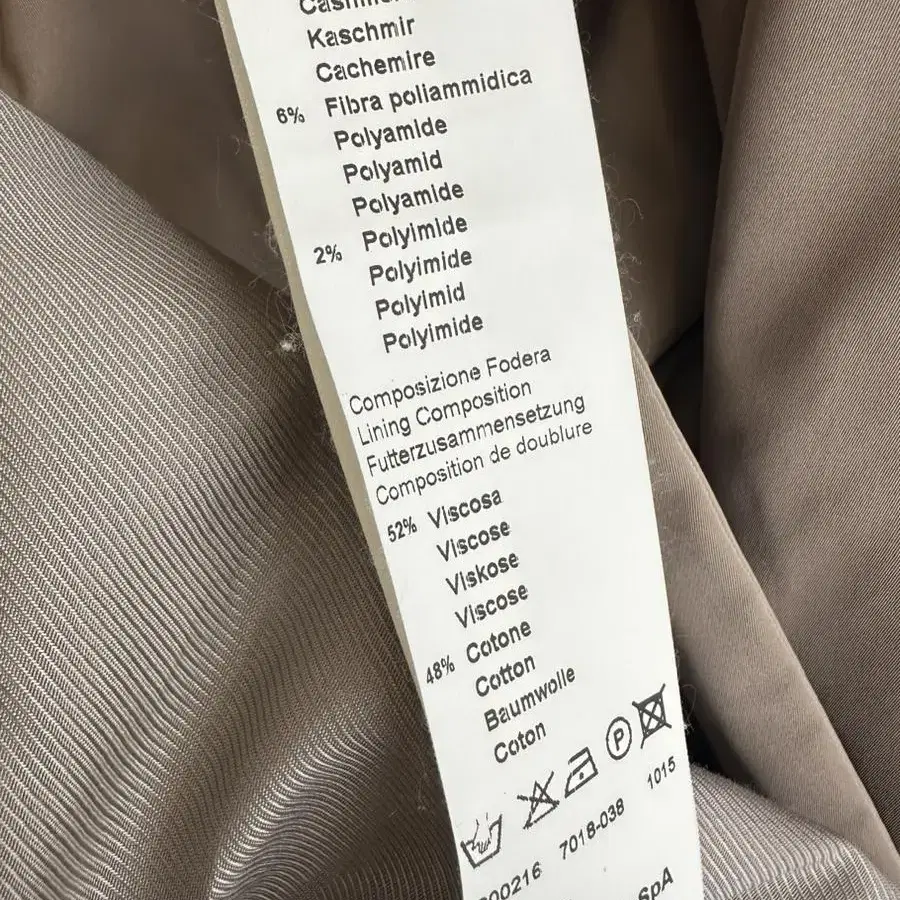 Kaschmir
Cachemire
6% Fibra poliammidica
Polyamide
Polyamid
Polyamide
2% Polyimide
Polyimide
Polyimid
Polyimide
Composizione Fodera
Lining Composition
Futterzusammensetzung
Composition de doublure
52% Viscosa
Viscose
Viskose
Viscose
48% Cotone
Cotton
Baumwolle
Coton
P
00216 7018-038 1015
SpA